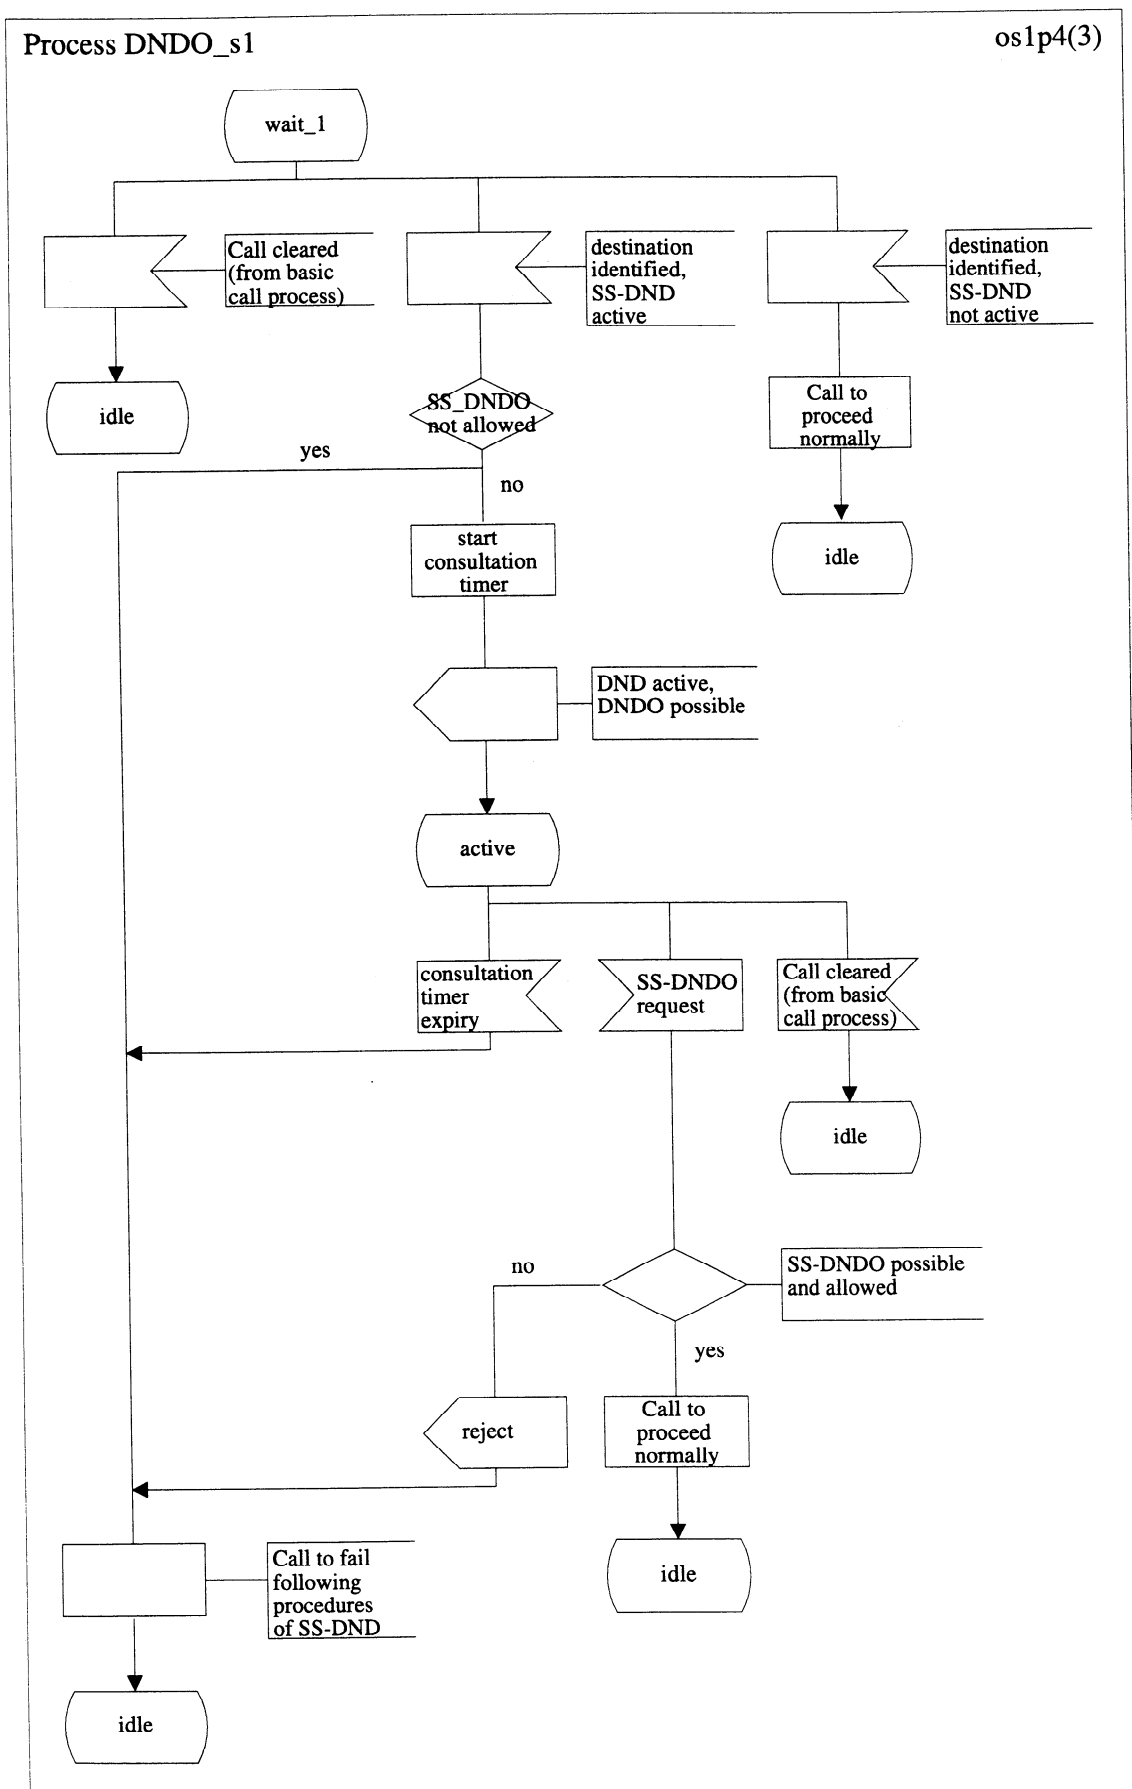 Process DNDO_s1
os1p4(3)
wait_1
Call cleared
(from basic
call process)
destination
identified,
SS-DND
active
destination
identified,
SS-DND
not active
idle
SS_DNDO
not allowed
Call to
proceed
normally
yes
no
idle
start
consultation
timer
DND active,
DNDO possible
active
consultation
timer
expiry
SS-DNDO
request
Call cleared
(from basic
call process)
idle
no
SS-DNDO possible
and allowed
yes
reject
Call to
proceed
normally
idle
Call to fail
following
procedures
of SS-DND
idle